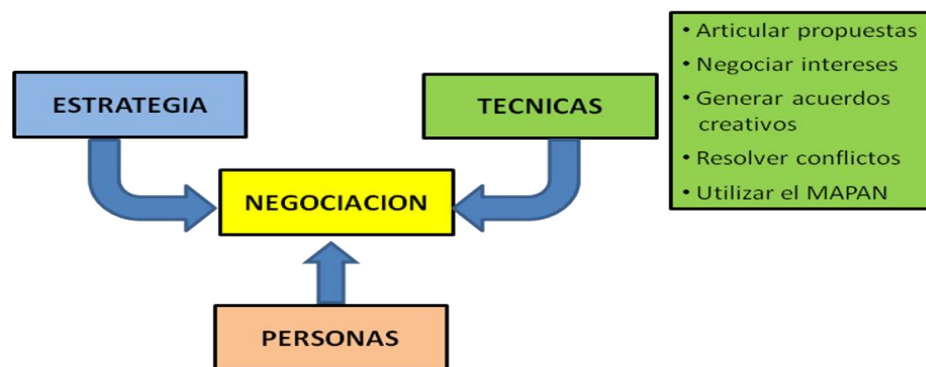 ESTRATEGIA
TECNICAS
• Articular propuestas
• Negociar intereses
• Generar acuerdos
creativos
• Resolver conflictos
• Utilizar el MAPAN
NEGOCIACION
PERSONAS